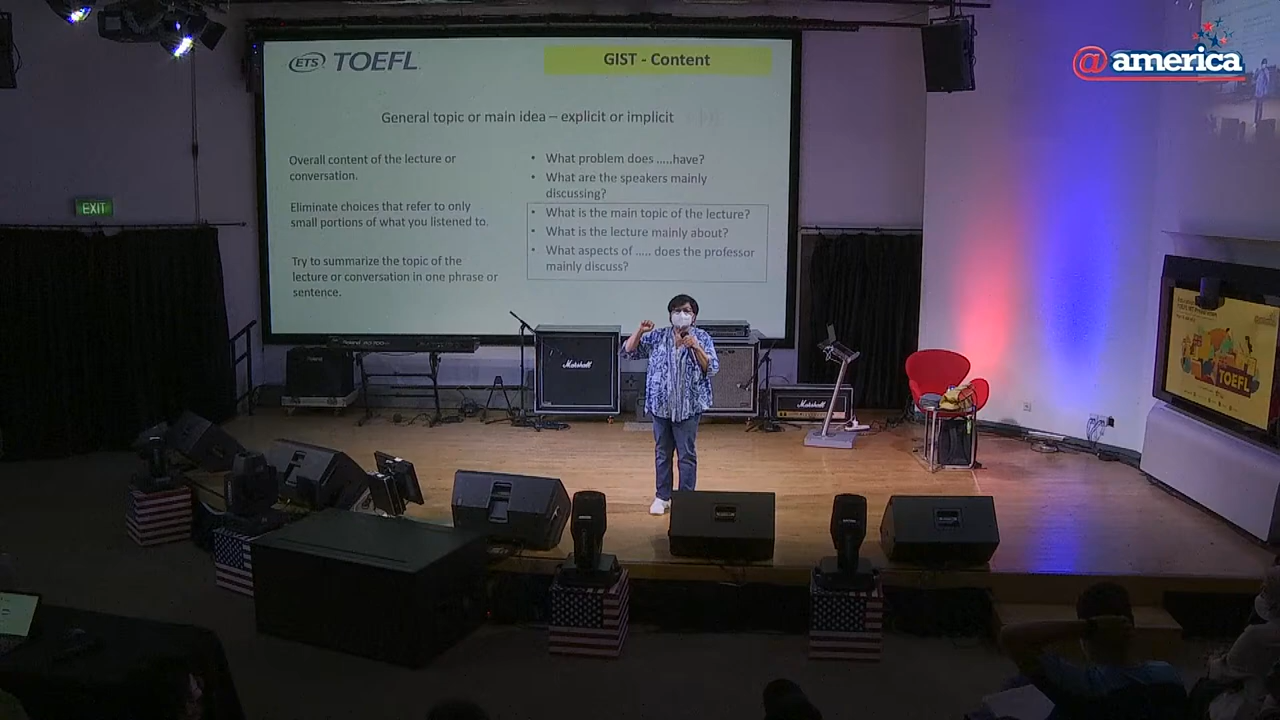 @america
ETS TOEFL
GIST - Content
General topic or main idea – explicit or implicit
Overall content of the lecture or
conversation.
Eliminate choices that refer to only
small portions of what you listened to.
Try to summarize the topic of the
lecture or conversation in one phrase or
sentence.
• What problem does .....have?
• What are the speakers mainly
discussing?
• What is the main topic of the lecture?
• What is the lecture mainly about?
• What aspects of ..... does the professor
mainly discuss?
EXIT
Roland
Marshall
Marshall
TOEFL